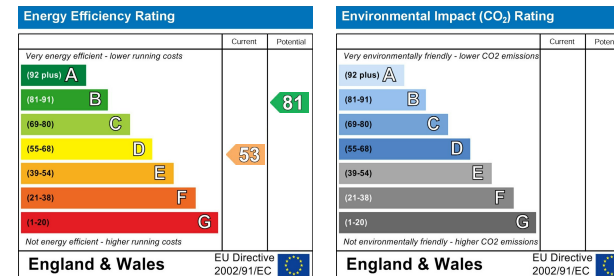 Energy Efficiency Rating
Current Potential
Very energy efficient - lower running costs
(92 plus) A
(81-91) B
81
(69-80) C
(55-68) D
53
(39-54) E
(21-38) F
(1-20) G
Not energy efficient - higher running costs
England & Wales
EU Directive
2002/91/EC
Environmental Impact (CO2) Rating
Current
Very environmentally friendly - lower CO2 emissions
(92 plus) A
(81-91) B
(69-80) C
(55-68) D
(39-54) E
(21-38) F
(1-20) G
Not environmentally friendly - higher CO2 emissions
England & Wales
EU Directive
2002/91/EC